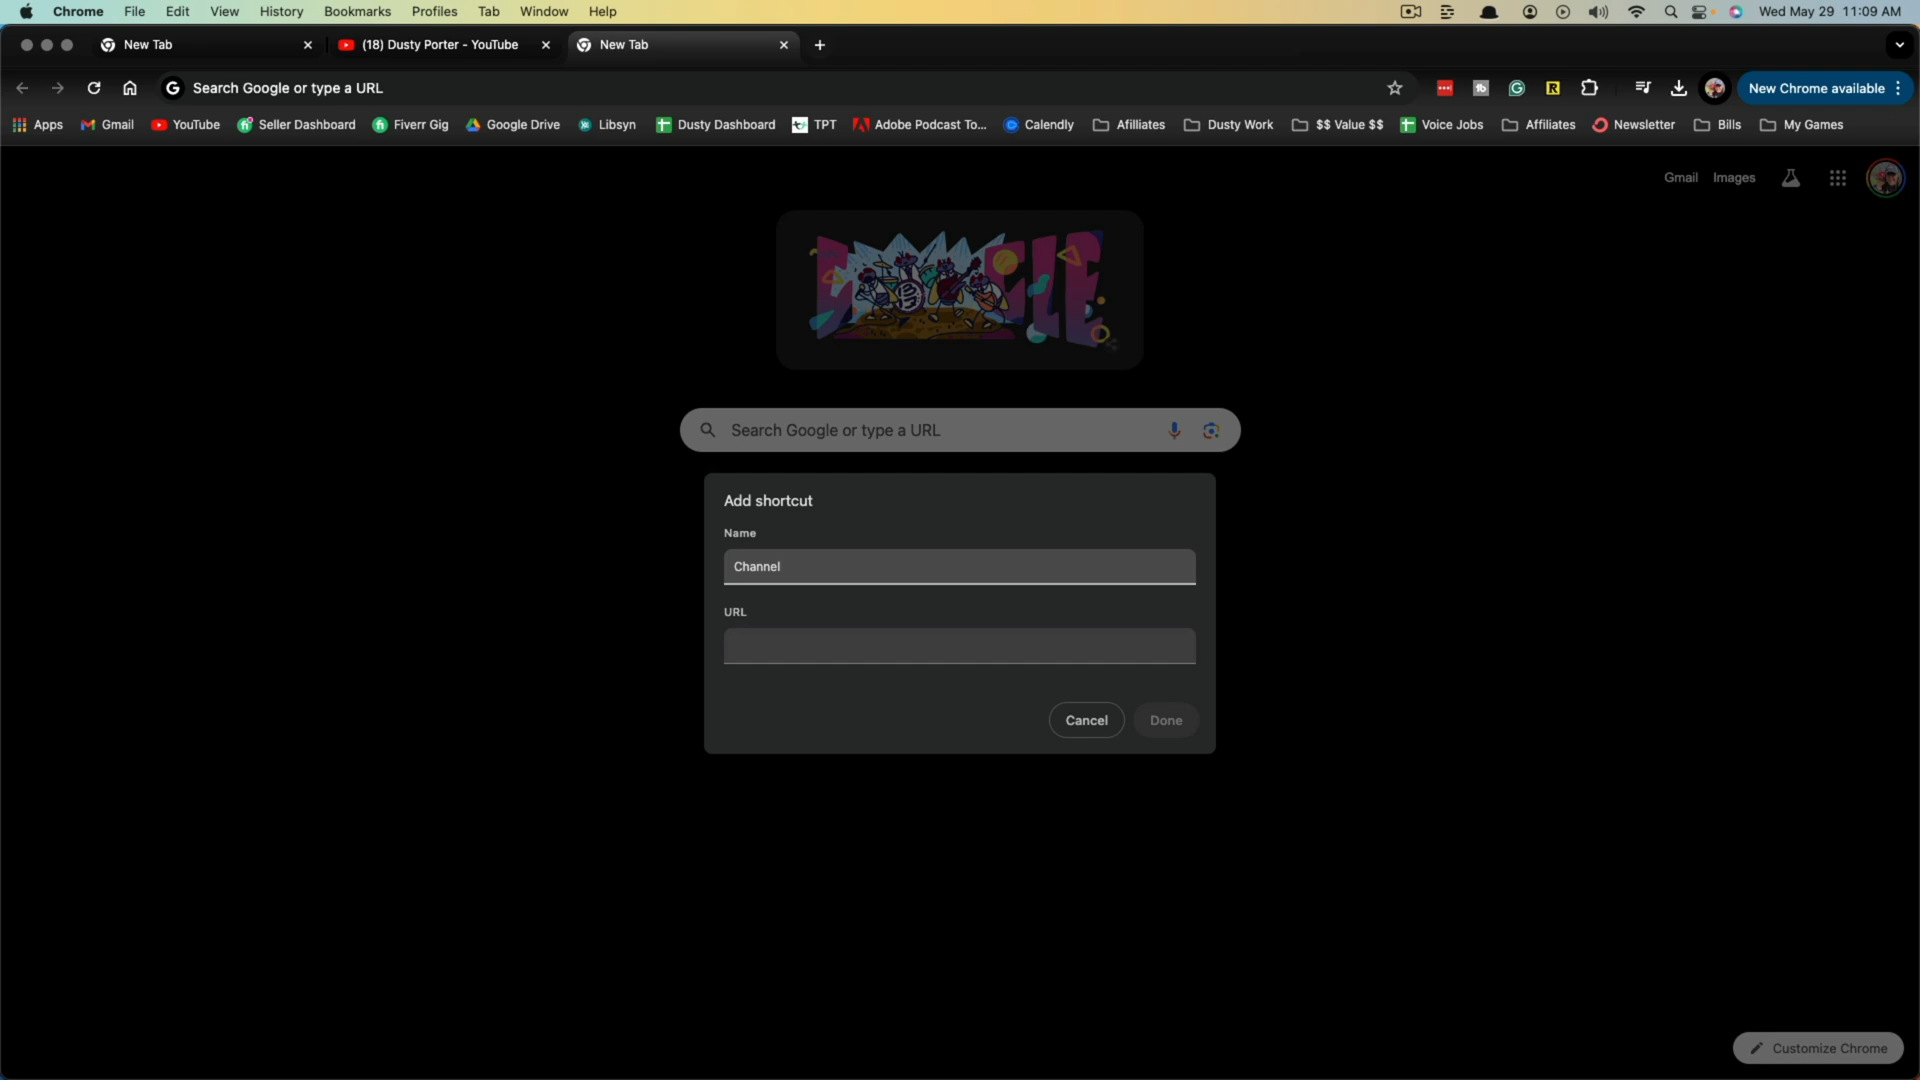 Chrome File Edit View History Bookmarks Profiles Tab Window Help Wed May 29 11:09 AM
New Tab (18) Dusty Porter - YouTube New Tab
Search Google or type a URL New Chrome available
Apps Gmail YouTube Seller Dashboard Fiverr Gig Google Drive Libsyn Dusty Dashboard TPT Adobe Podcast To... Calendly Afilliates Dusty Work $$ Value $$ Voice Jobs Affiliates Newsletter Bills My Games
Gmail Images
Search Google or type a URL
Add shortcut
Name
Channel
URL
Cancel Done
Customize Chrome